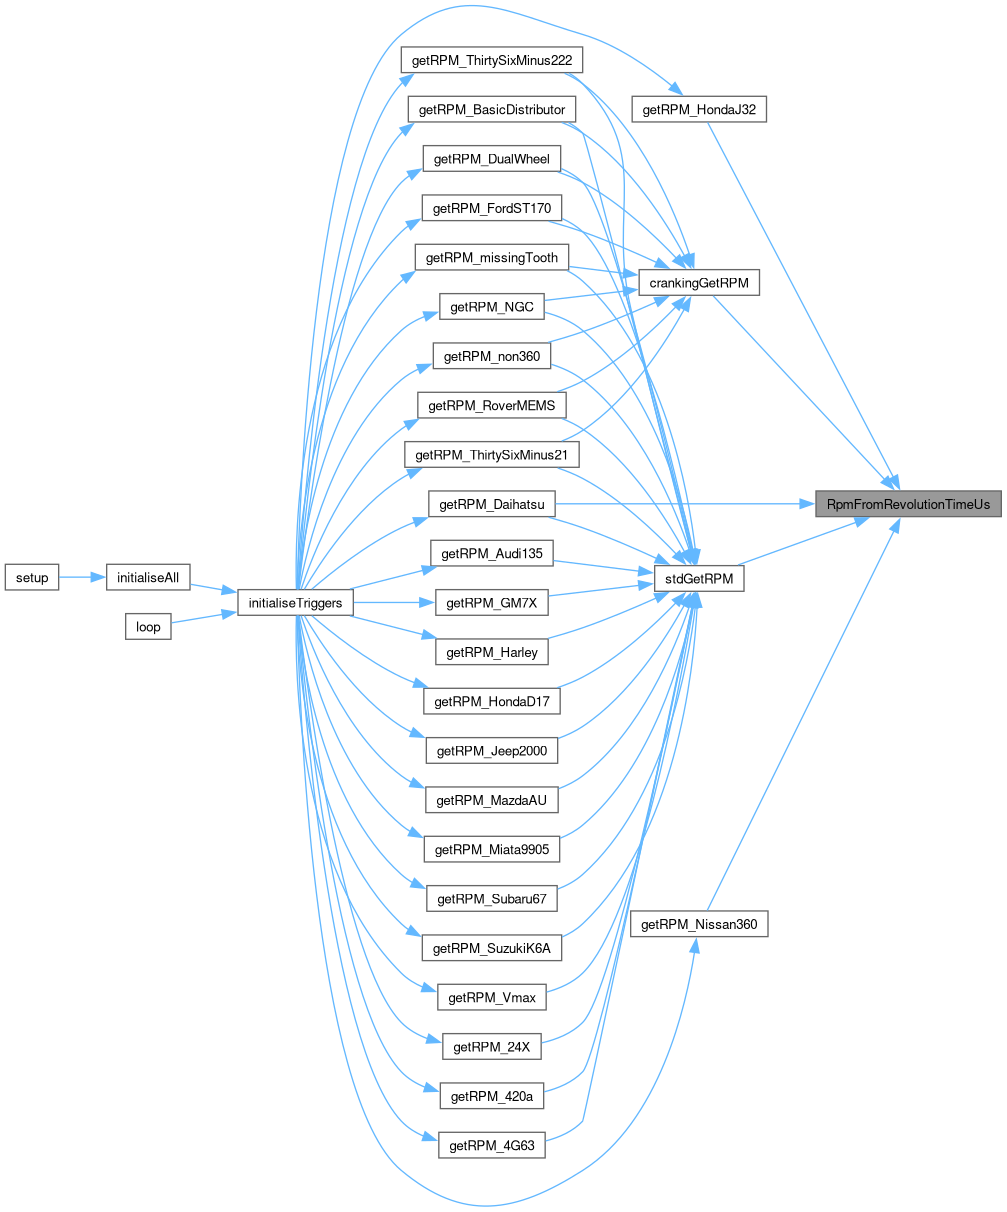 getRPM_ThirtySixMinus222
getRPM_HondaJ32
getRPM_BasicDistributor
getRPM_DualWheel
getRPM_FordST170
getRPM_missingTooth
crankingGetRPM
getRPM_NGC
getRPM_non360
getRPM_RoverMEMS
getRPM_ThirtySixMinus21
getRPM_Daihatsu
RpmFromRevolutionTimeUs
getRPM_Audi135
setup
initialiseAll
stdGetRPM
initialiseTriggers
getRPM_GM7X
loop
getRPM_Harley
getRPM_HondaD17
getRPM_Jeep2000
getRPM_MazdaAU
getRPM_Miata9905
getRPM_Subaru67
getRPM_Nissan360
getRPM_SuzukiK6A
getRPM_Vmax
getRPM_24X
getRPM_420a
getRPM_4G63